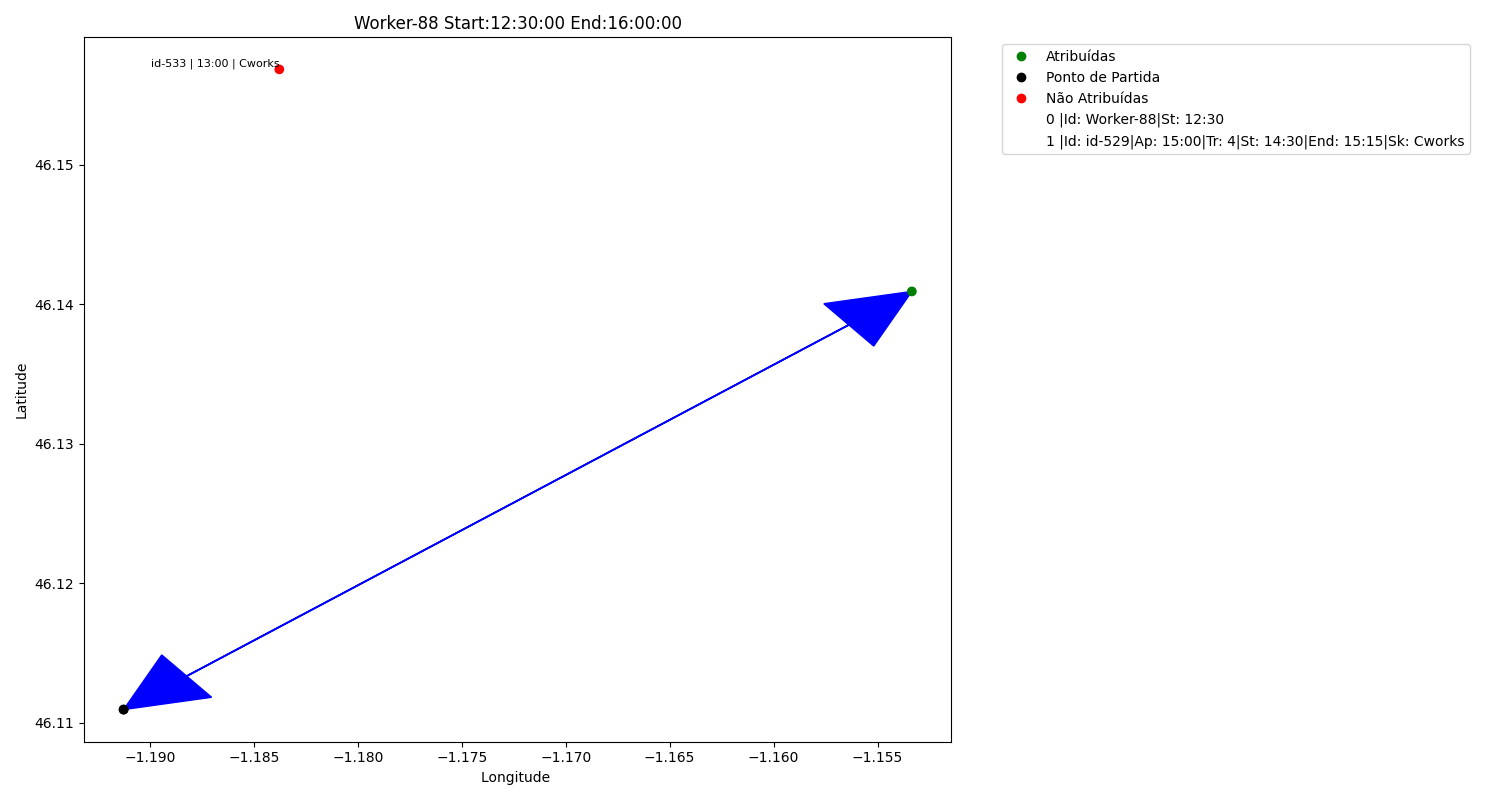 Worker-88 Start:12:30:00 End:16:00:00
id-533 | 13:00 | Cworks
Atribuídas
Ponto de Partida
Não Atribuídas
0 |Id: Worker-88|St: 12:30
1 |Id: id-529|Ap: 15:00|Tr: 4|St: 14:30|End: 15:15|Sk: Cworks
46.15
46.14
46.13
46.12
46.11
Latitude
−1.190 −1.185 −1.180 −1.175 −1.170 −1.165 −1.160 −1.155
Longitude